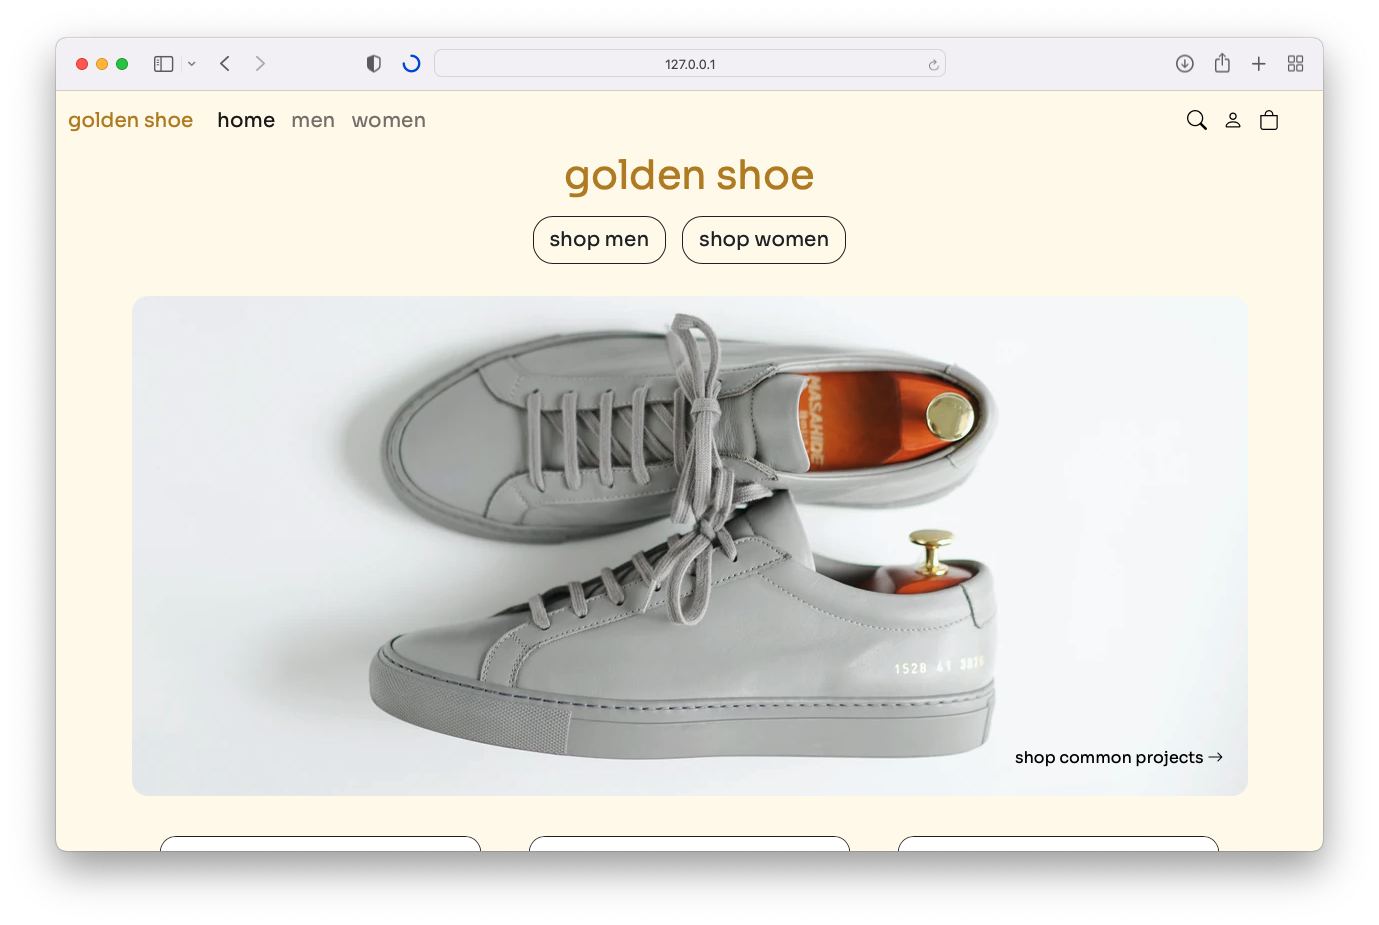 127.0.0.1
golden shoe home men women
golden shoe
shop men shop women
MASAHIDE
1528 41 3876
shop common projects →